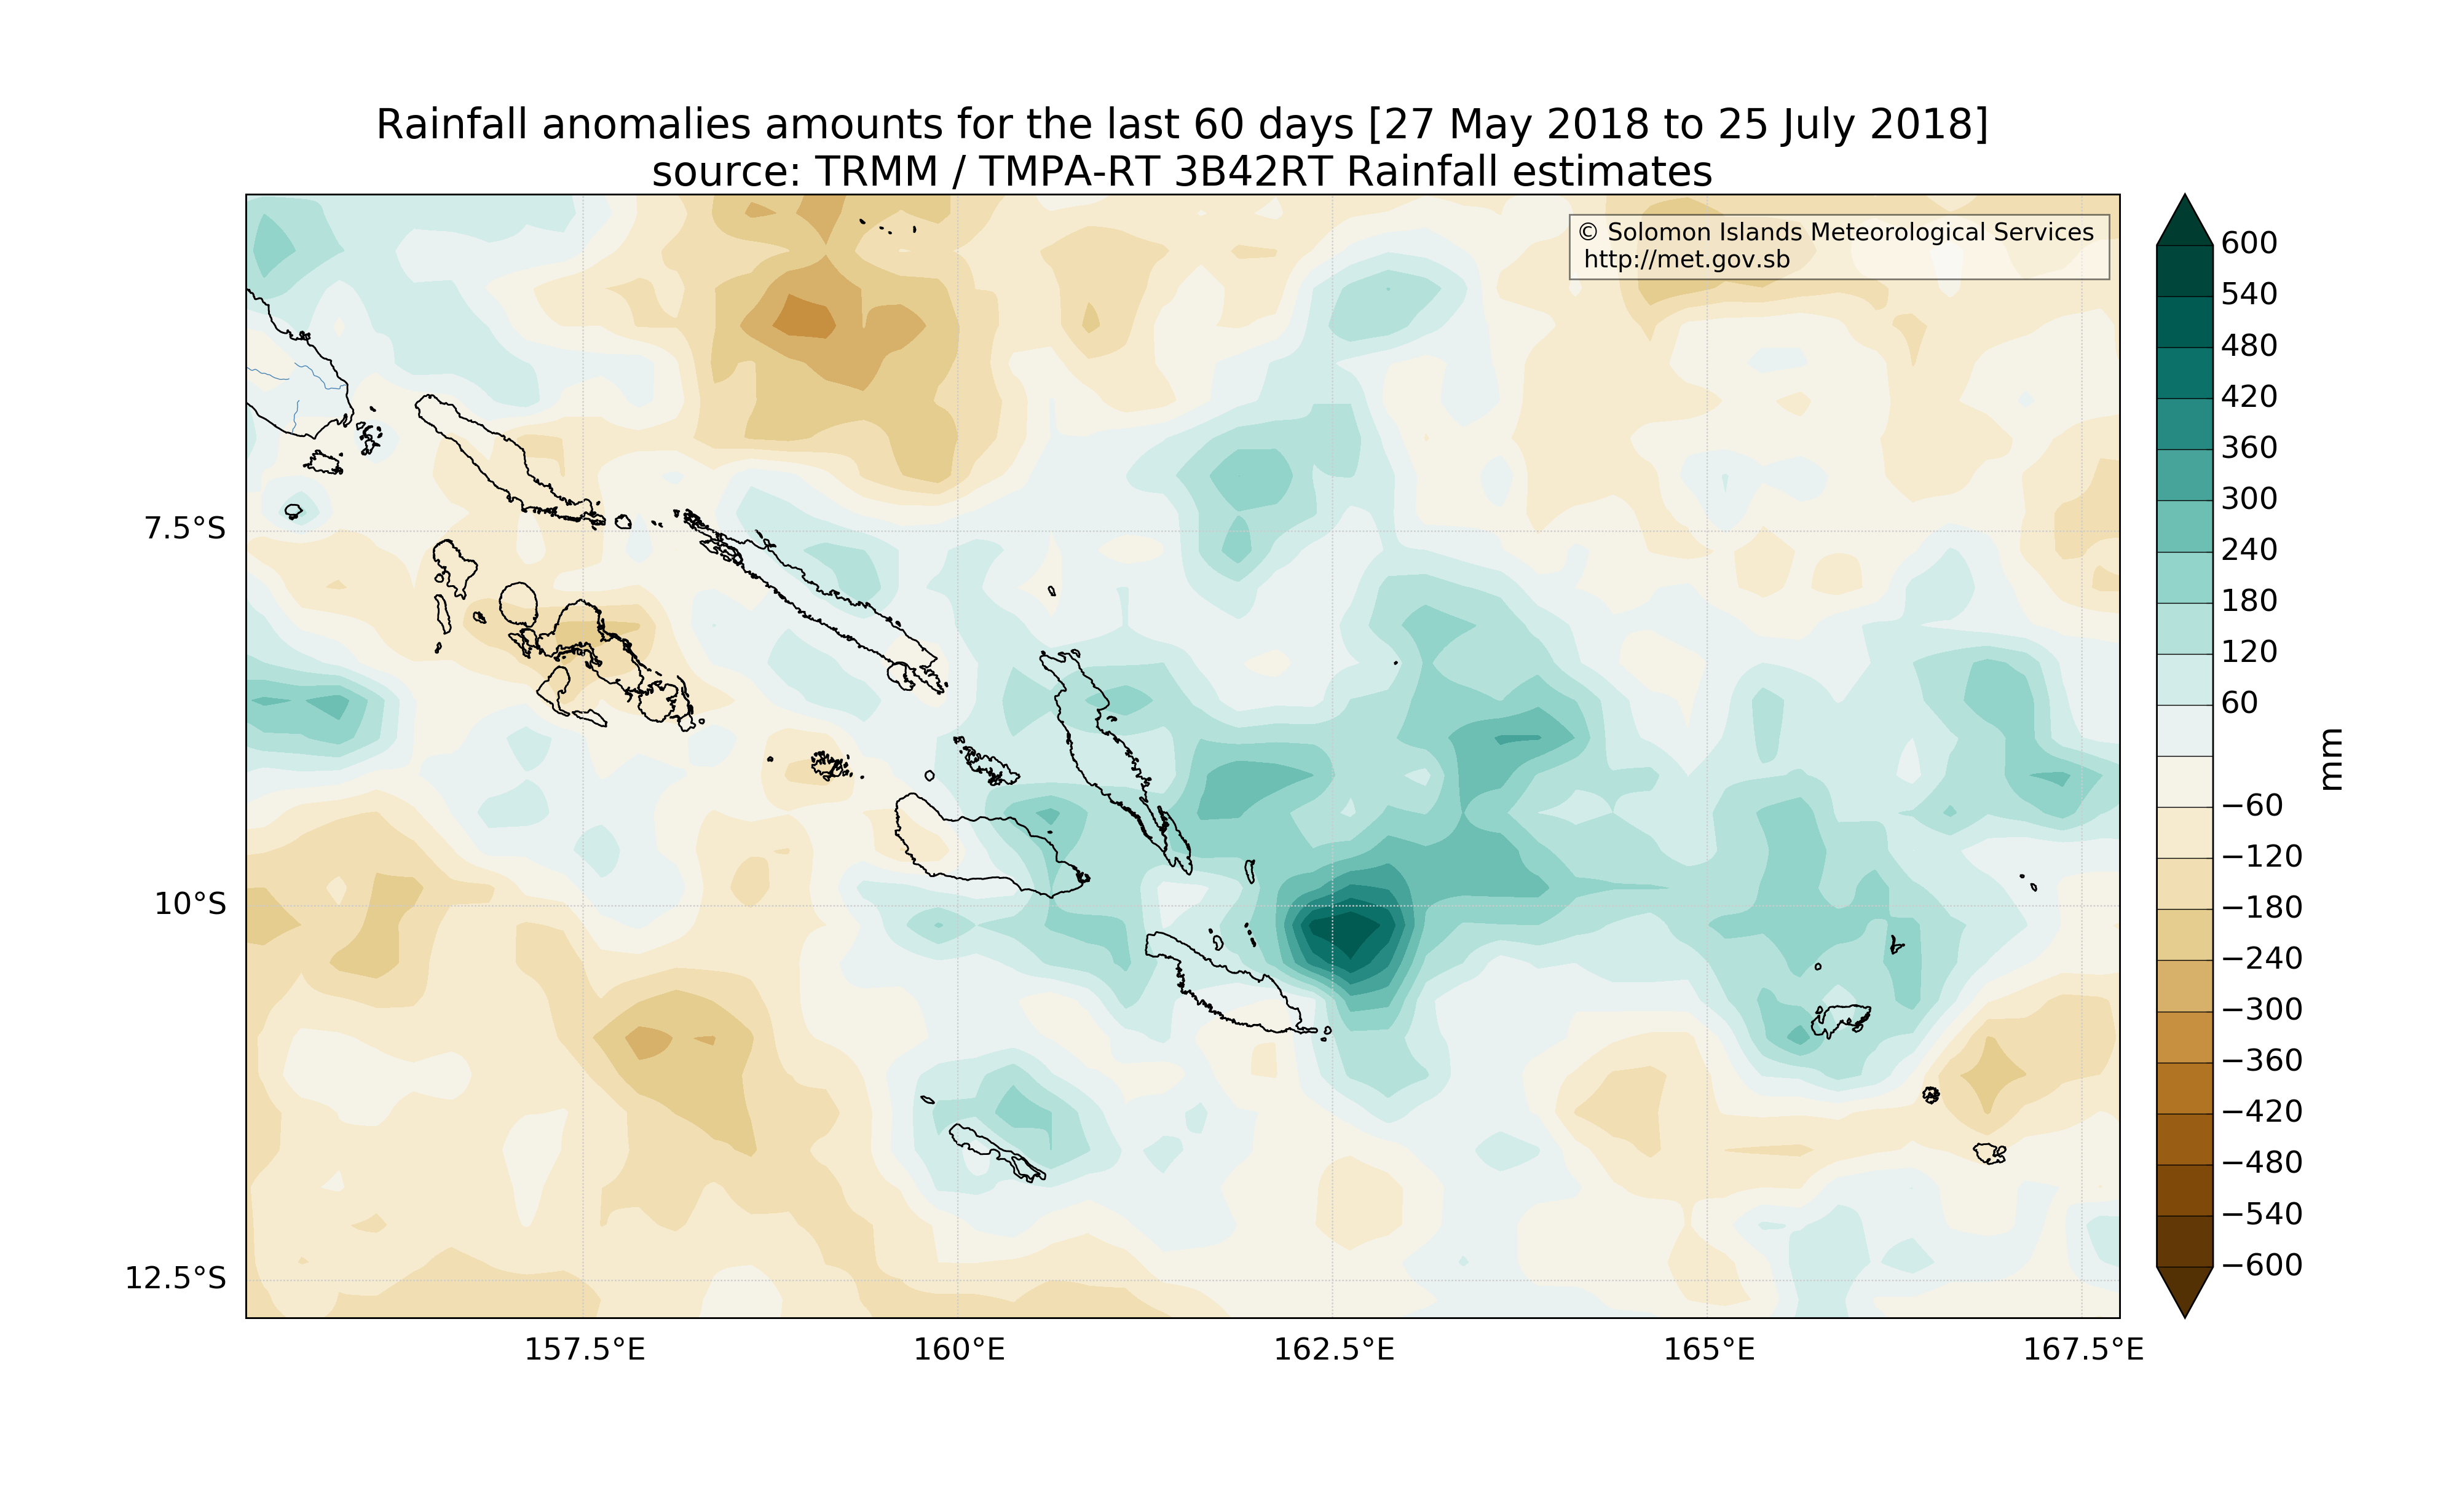 Rainfall anomalies amounts for the last 60 days [27 May 2018 to 25 July 2018]
source: TRMM / TMPA-RT 3B42RT Rainfall estimates
© Solomon Islands Meteorological Services
http://met.gov.sb
7.5°S
10°S
12.5°S
157.5°E
160°E
162.5°E
165°E
167.5°E
600
540
480
420
360
300
240
180
120
60
−60
−120
−180
−240
−300
−360
−420
−480
−540
−600
mm